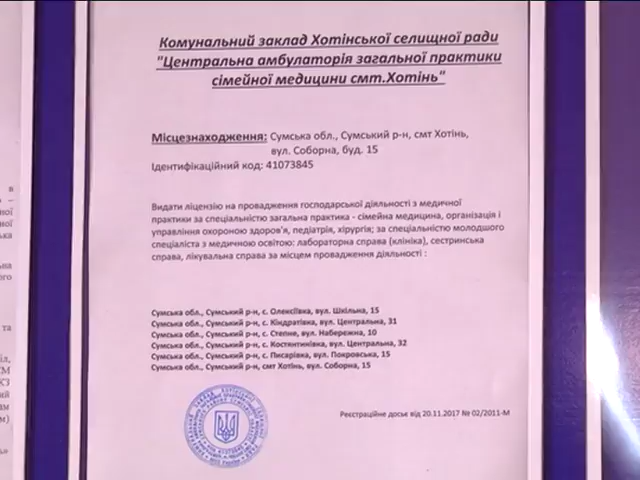 Комунальний заклад Хотінської селищної ради
"Центральна амбулаторія загальної практики
сімейної медицини смт.Хотінь"
Місцезнаходження: Сумська обл., Сумський р-н, смт Хотінь,
вул. Соборна, буд. 15
Ідентифікаційний код: 41073845
Видати ліцензію на провадження господарської діяльності з медичної
практики за спеціальністю загальна практика - сімейна медицина, організація і
управління охороною здоров'я, педіатрія, хірургія; за спеціальністю молодшого
спеціаліста з медичною освітою: лабораторна справа (клініка), сестринська
справа, лікувальна справа за місцем провадження діяльності :
Сумська обл., Сумський р-н, с. Олексіївка, вул. Шкільна, 15
Сумська обл., Сумський р-н, с. Кіндратівка, вул. Центральна, 31
Сумська обл., Сумський р-н, с. Степне, вул. Набережна, 10
Сумська обл., Сумський р-н, с. Костянтинівка, вул. Центральна, 32
Сумська обл., Сумський р-н, с. Писарівка, вул. Покровська, 15
Сумська обл., Сумський р-н, смт Хотінь, вул. Соборна, 15
Реєстраційне досьє від 20.11.2017 № 02/2011-М